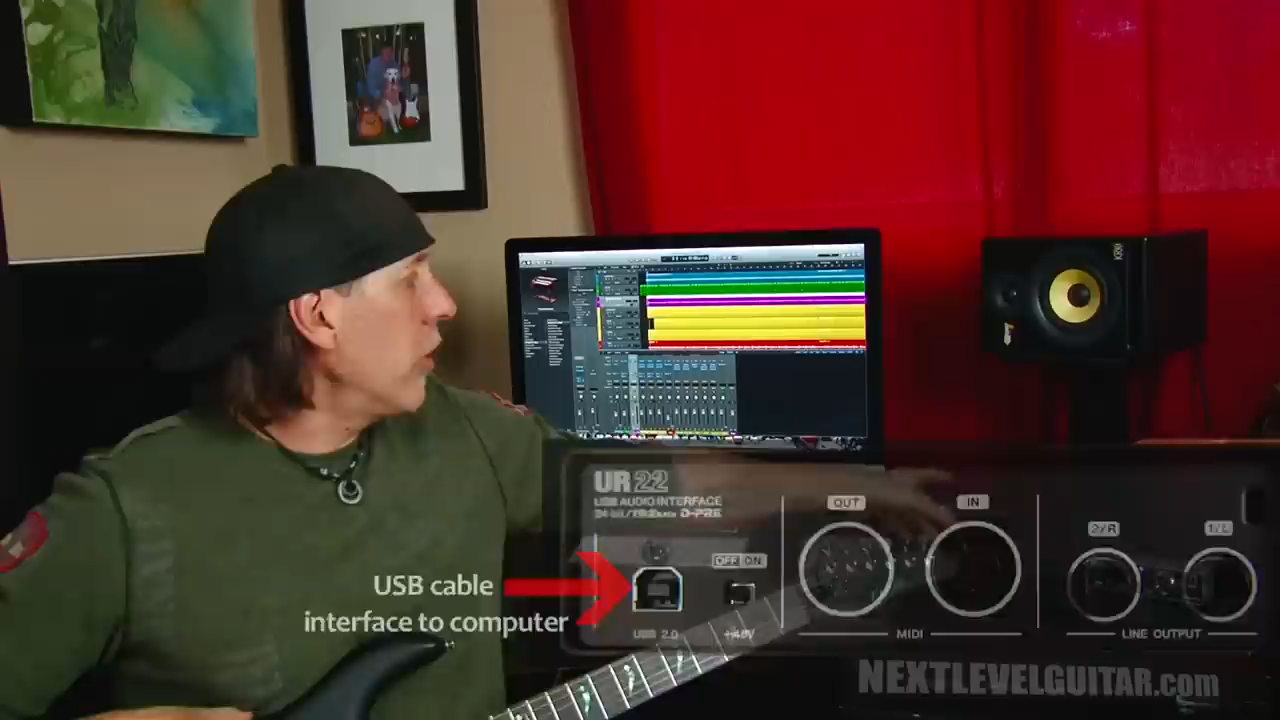 UR22
USB AUDIO INTERFACE
D-PRE
OUT
IN
2/R
1/L
OFF ON
USB cable
interface to computer
USB 2.0
+48V
MIDI
LINE OUTPUT
NEXTLEVELGUITAR.com